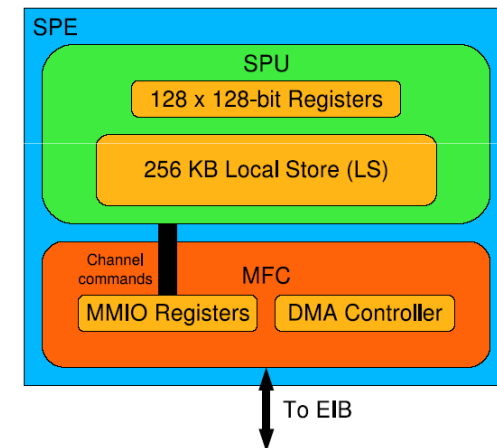 SPE
SPU
128 x 128-bit Registers
256 KB Local Store (LS)
Channel
commands
MFC
MMIO Registers
DMA Controller
To EIB